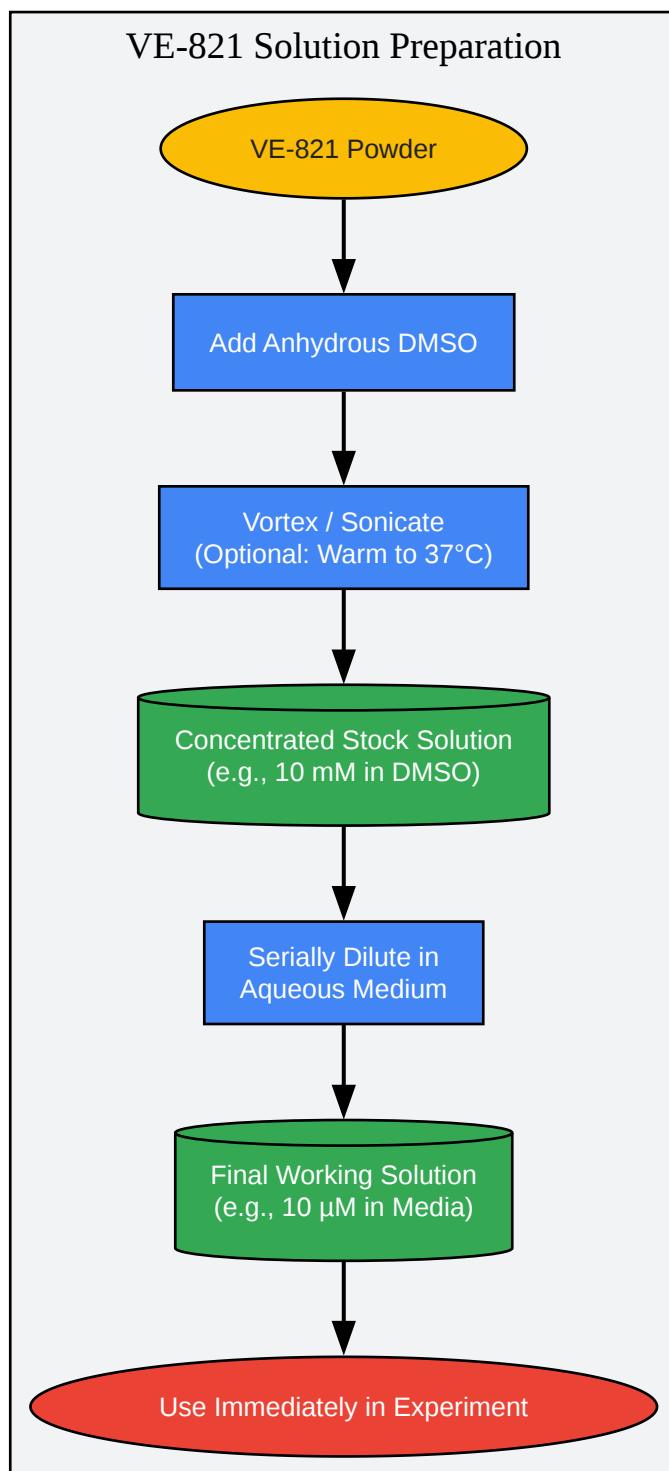 VE-821 Solution Preparation
VE-821 Powder
Add Anhydrous DMSO
Vortex / Sonicate
(Optional: Warm to 37°C)
Concentrated Stock Solution
(e.g., 10 mM in DMSO)
Serially Dilute in
Aqueous Medium
Final Working Solution
(e.g., 10 µM in Media)
Use Immediately in Experiment